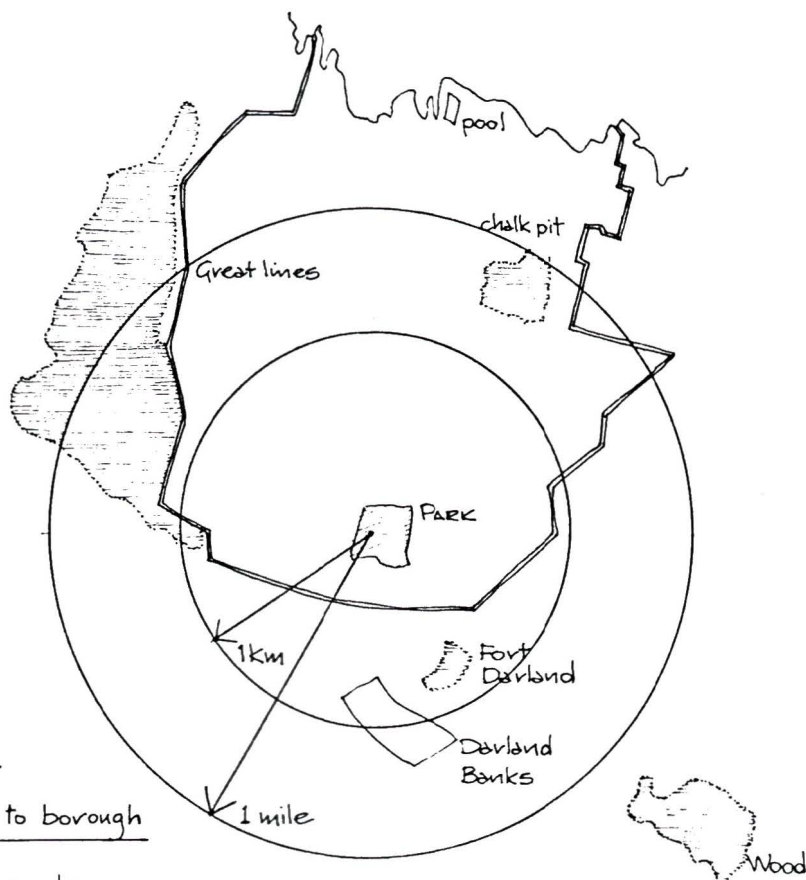 pool
chalk pit
Great lines
PARK
1km
Fort
Darland
Darland
Banks
1 mile
to borough
Wood